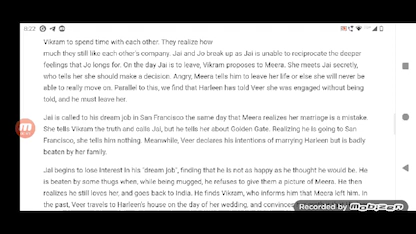 8:22
Vikram to spend time with each other. They realize how
much they still like each other's company. Jai and Jo break up as Jai is unable to reciprocate the deeper
feelings that Jo longs for. On the day Jai is to leave, Vikram proposes to Meera. She meets Jai secretly,
who tells her she should make a decision. Angry, Meera tells him to leave her life or else she will never be
able to really move on. Parallel to this, we find that Harleen has told Veer she was engaged without being
told, and he must leave her.
Jai is called to his dream job in San Francisco the same day that Meera realizes her marriage is a mistake.
She tells Vikram the truth and calls Jai, but he tells her about Golden Gate. Realizing he is going to San
Francisco, she tells him nothing. Meanwhile, Veer declares his intentions of marrying Harleen but is badly
beaten by her family.
Jai begins to lose interest in his "dream job", finding that he is not as happy as he thought he would be. He
is beaten by some thugs when, while being mugged, he refuses to give them a picture of Meera. He then
realizes he still loves her, and goes back to India. He finds Vikram, who informs him that Meera left him. In
the past, Veer travels to Harleen's house on the day of her wedding, and convinces
Recorded by Mobizen